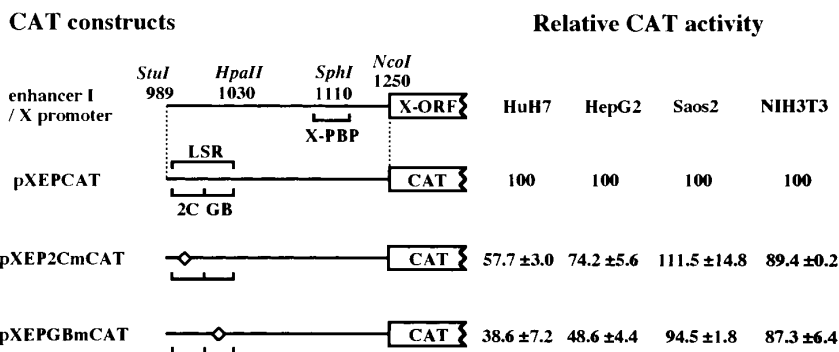 CAT constructs
Relative CAT activity
StuI HpaII SphI NcoI
989 1030 1110 1250
enhancer I / X promoter
X-ORF
HuH7 HepG2 Saos2 NIH3T3
X-PBP
LSR
pXEPCAT
CAT
100 100 100 100
2C GB
pXEP2CmCAT
CAT
57.7 ±3.0 74.2 ±5.6 111.5 ±14.8 89.4 ±0.2
pXEPGBmCAT
CAT
38.6 ±7.2 48.6 ±4.4 94.5 ±1.8 87.3 ±6.4